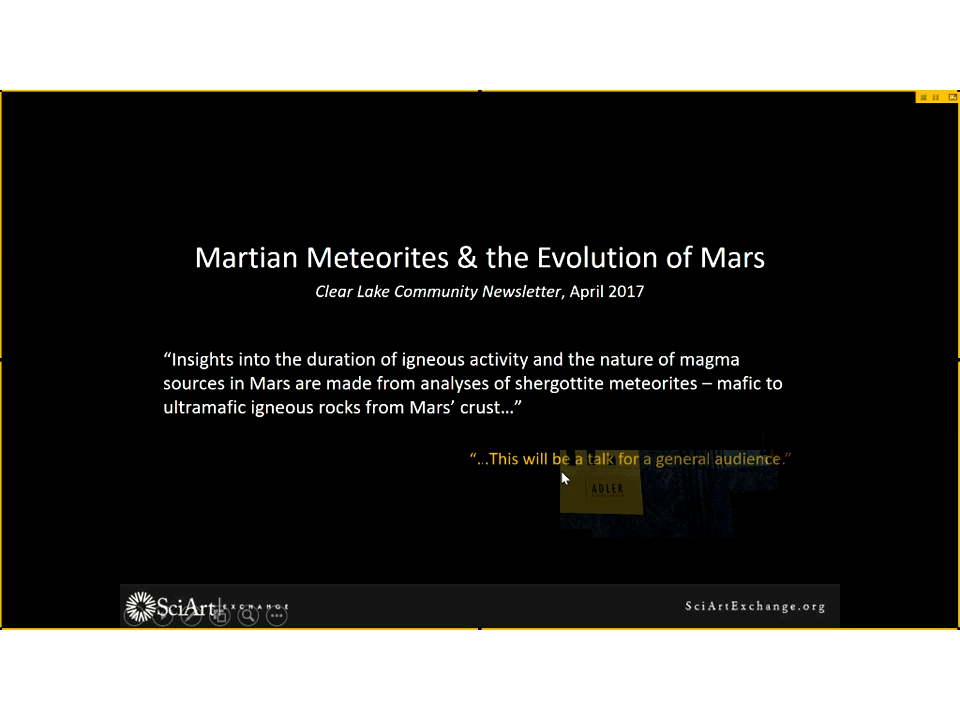 Martian Meteorites & the Evolution of Mars
Clear Lake Community Newsletter, April 2017
“Insights into the duration of igneous activity and the nature of magma
sources in Mars are made from analyses of shergottite meteorites – mafic to
ultramafic igneous rocks from Mars’ crust…”
“…This will be a talk for a general audience.”
ADLER
SciArt EXCHANGE
SciArtExchange.org